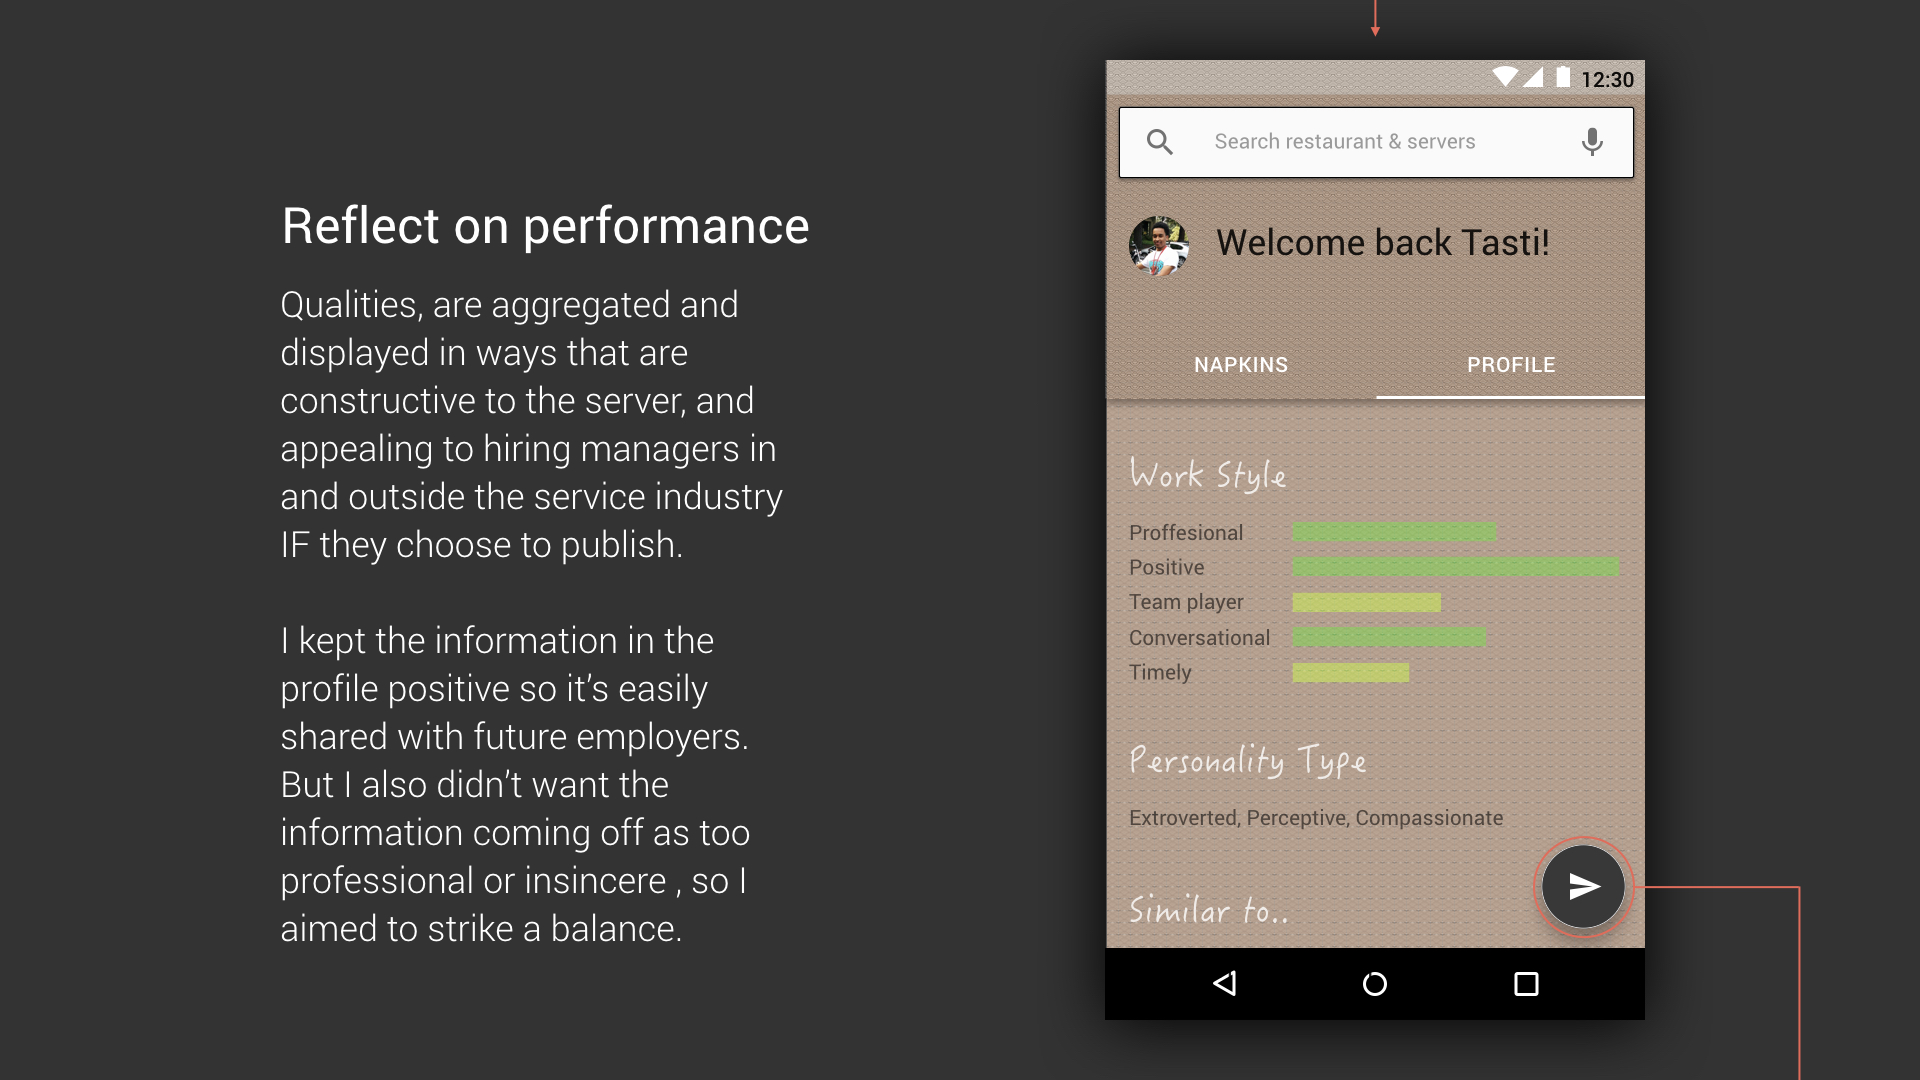 Reflect on performance
Qualities, are aggregated and
displayed in ways that are
constructive to the server, and
appealing to hiring managers in
and outside the service industry
IF they choose to publish.
I kept the information in the
profile positive so it’s easily
shared with future employers.
But I also didn’t want the
information coming off as too
professional or insincere , so I
aimed to strike a balance.
12:30
Search restaurant & servers
Welcome back Tasti!
NAPKINS
PROFILE
Work Style
Proffesional
Positive
Team player
Conversational
Timely
Personality Type
Extroverted, Perceptive, Compassionate
Similar to..